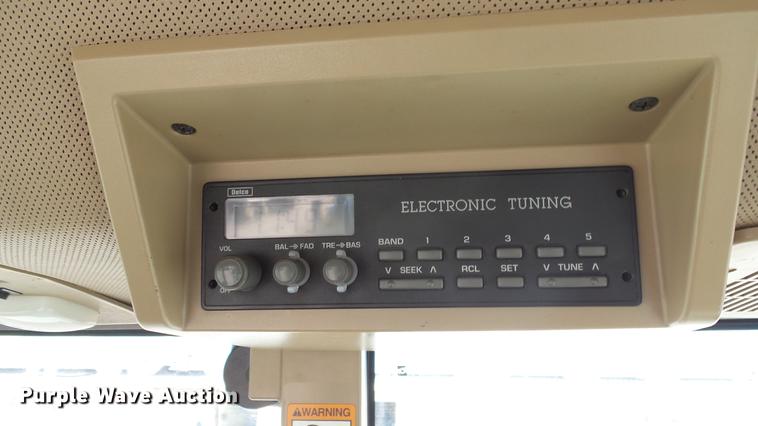 Delco
ELECTRONIC TUNING
VOL BAL FAD TRE BAS
BAND 1 2 3 4 5
V SEEK Λ RCL SET V TUNE Λ
OFF
Purple Wave Auction
WARNING